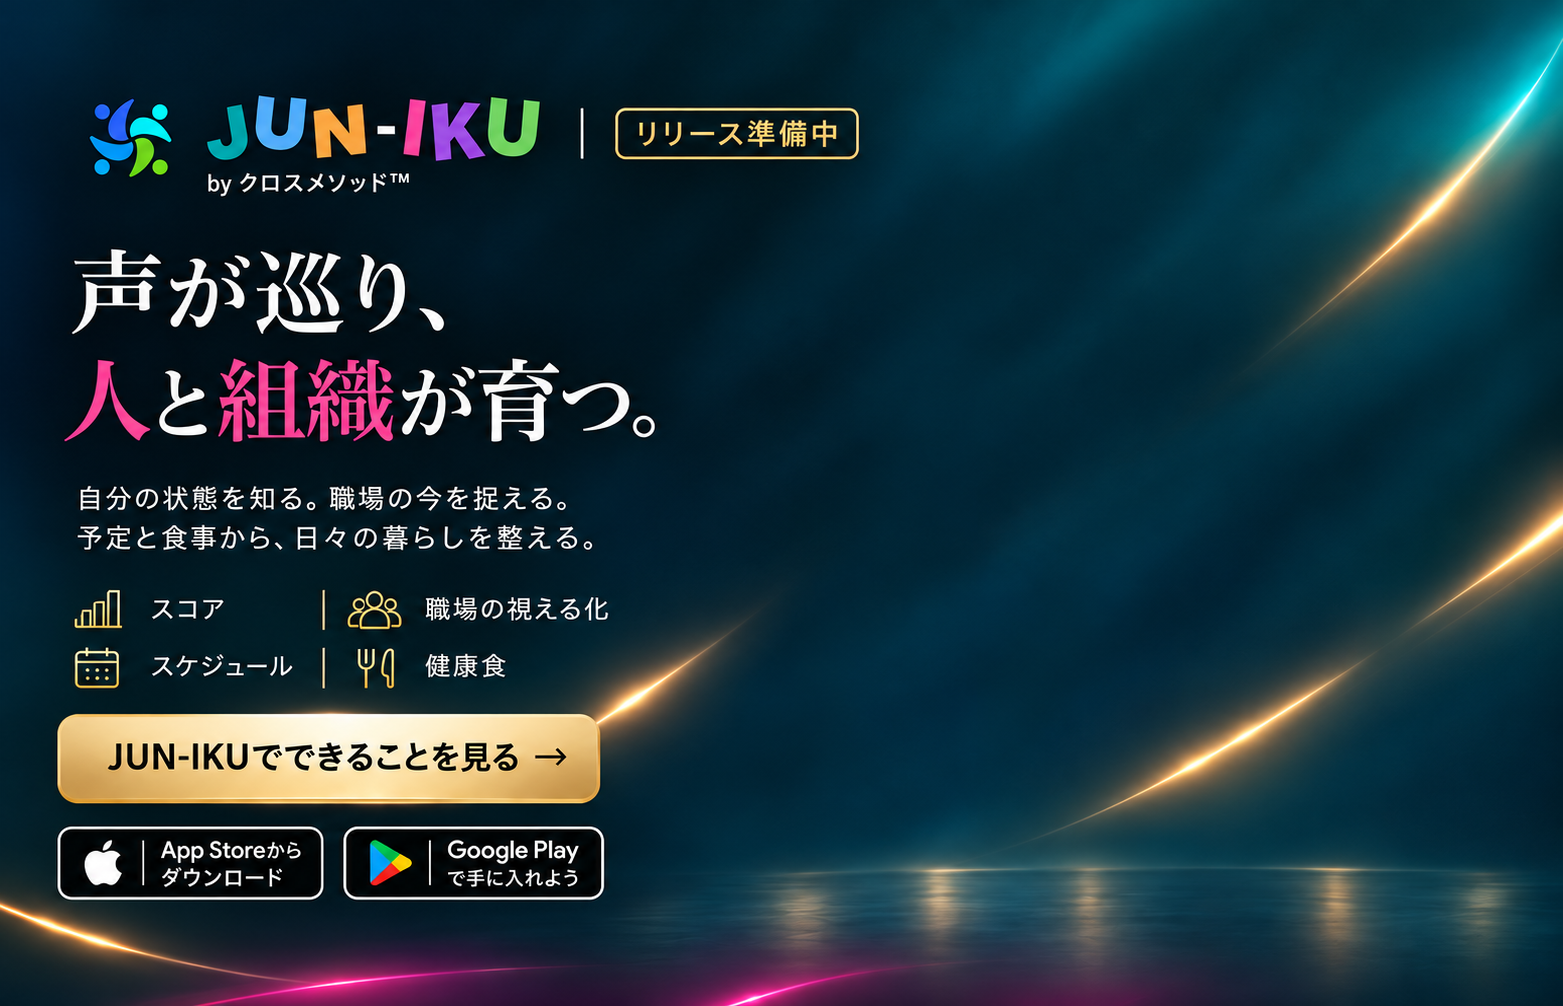 JUN-IKU
by クロスメソッド™
リリース準備中
声が巡り、
人と組織が育つ。
自分の状態を知る。職場の今を捉える。
予定と食事から、日々の暮らしを整える。
スコア
職場の視える化
スケジュール
健康食
JUN-IKUでできることを見る →
App Storeから
ダウンロード
Google Play
で手に入れよう